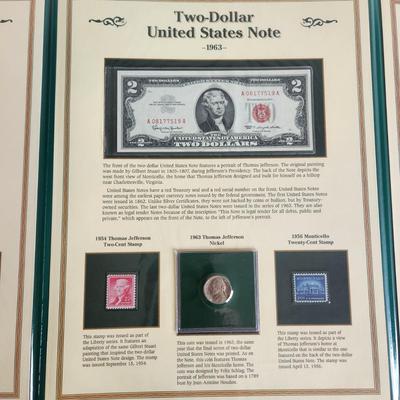 Two-Dollar
United States Note
–1963–
TWO DOLLARS
2
2
A 08177519 A
A 08177519 A
THE UNITED STATES OF AMERICA
TWO DOLLARS
The front of the two-dollar United States Note features a portrait of Thomas Jefferson. The original painting
was made by Gilbert Stuart in 1805-1807, during Jefferson's Presidency. The back of the Note depicts the
west front view of Monticello, the home that Thomas Jefferson designed and built for himself on a hilltop
near Charlottesville, Virginia.
United States Notes have a red Treasury seal and a red serial number on the front. United States Notes
were among the earliest paper currency types issued by the federal government. The first United States Notes
were issued in 1862. Unlike Silver Certificates, they were not backed by coins or bullion, but by Treasury-
owned securities. The last two-dollar United States Notes were issued in the series of 1963. They are also
known as legal tender Notes because of the inscription "This Note is legal tender for all debts, public and
private," which appears on the front of the Note, to the left of Jefferson's portrait.
1954 Thomas Jefferson
Two-Cent Stamp
1963 Thomas Jefferson
Nickel
1956 Monticello
Twenty-Cent Stamp
This stamp was issued as part of
the Liberty series. It features an
adaptation of the same Gilbert Stuart
painting that inspired the two-dollar
United States Note design. The stamp
was issued September 15, 1954.
This coin was issued in 1963, the same
year that the final series of two-dollar
United States Notes was printed. As on
the Note, this coin features Thomas
Jefferson and his Monticello home. The
coin was designed by Felix Schlag. The
portrait of Jefferson was based on a 1789
bust by Jean-Antoine Houdon.
This stamp was issued as part of the
Liberty series. It depicts a view of
Thomas Jefferson's home at
Monticello that is similar to the one
featured on the back of the two-dollar
United States Note. The stamp was
issued April 13, 1956.